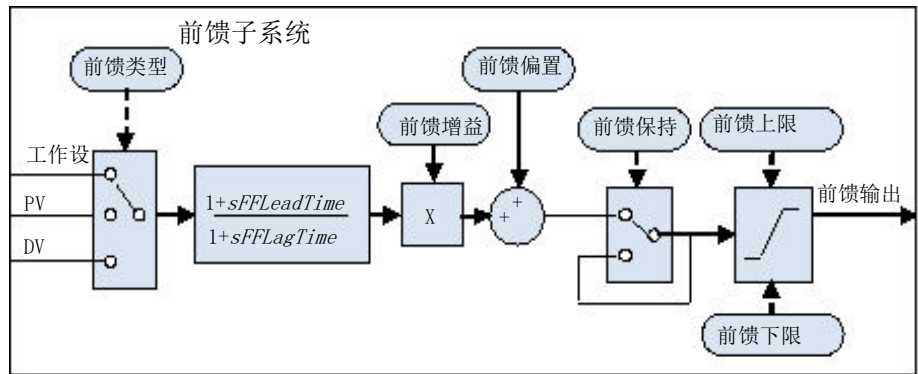 前馈子系统
前馈类型
前馈偏置
前馈增益
前馈保持
前馈上限
工作设
PV
DV
1+sFFLeadTime
1+sFFLagTime
X
+
+
前馈输出
前馈下限